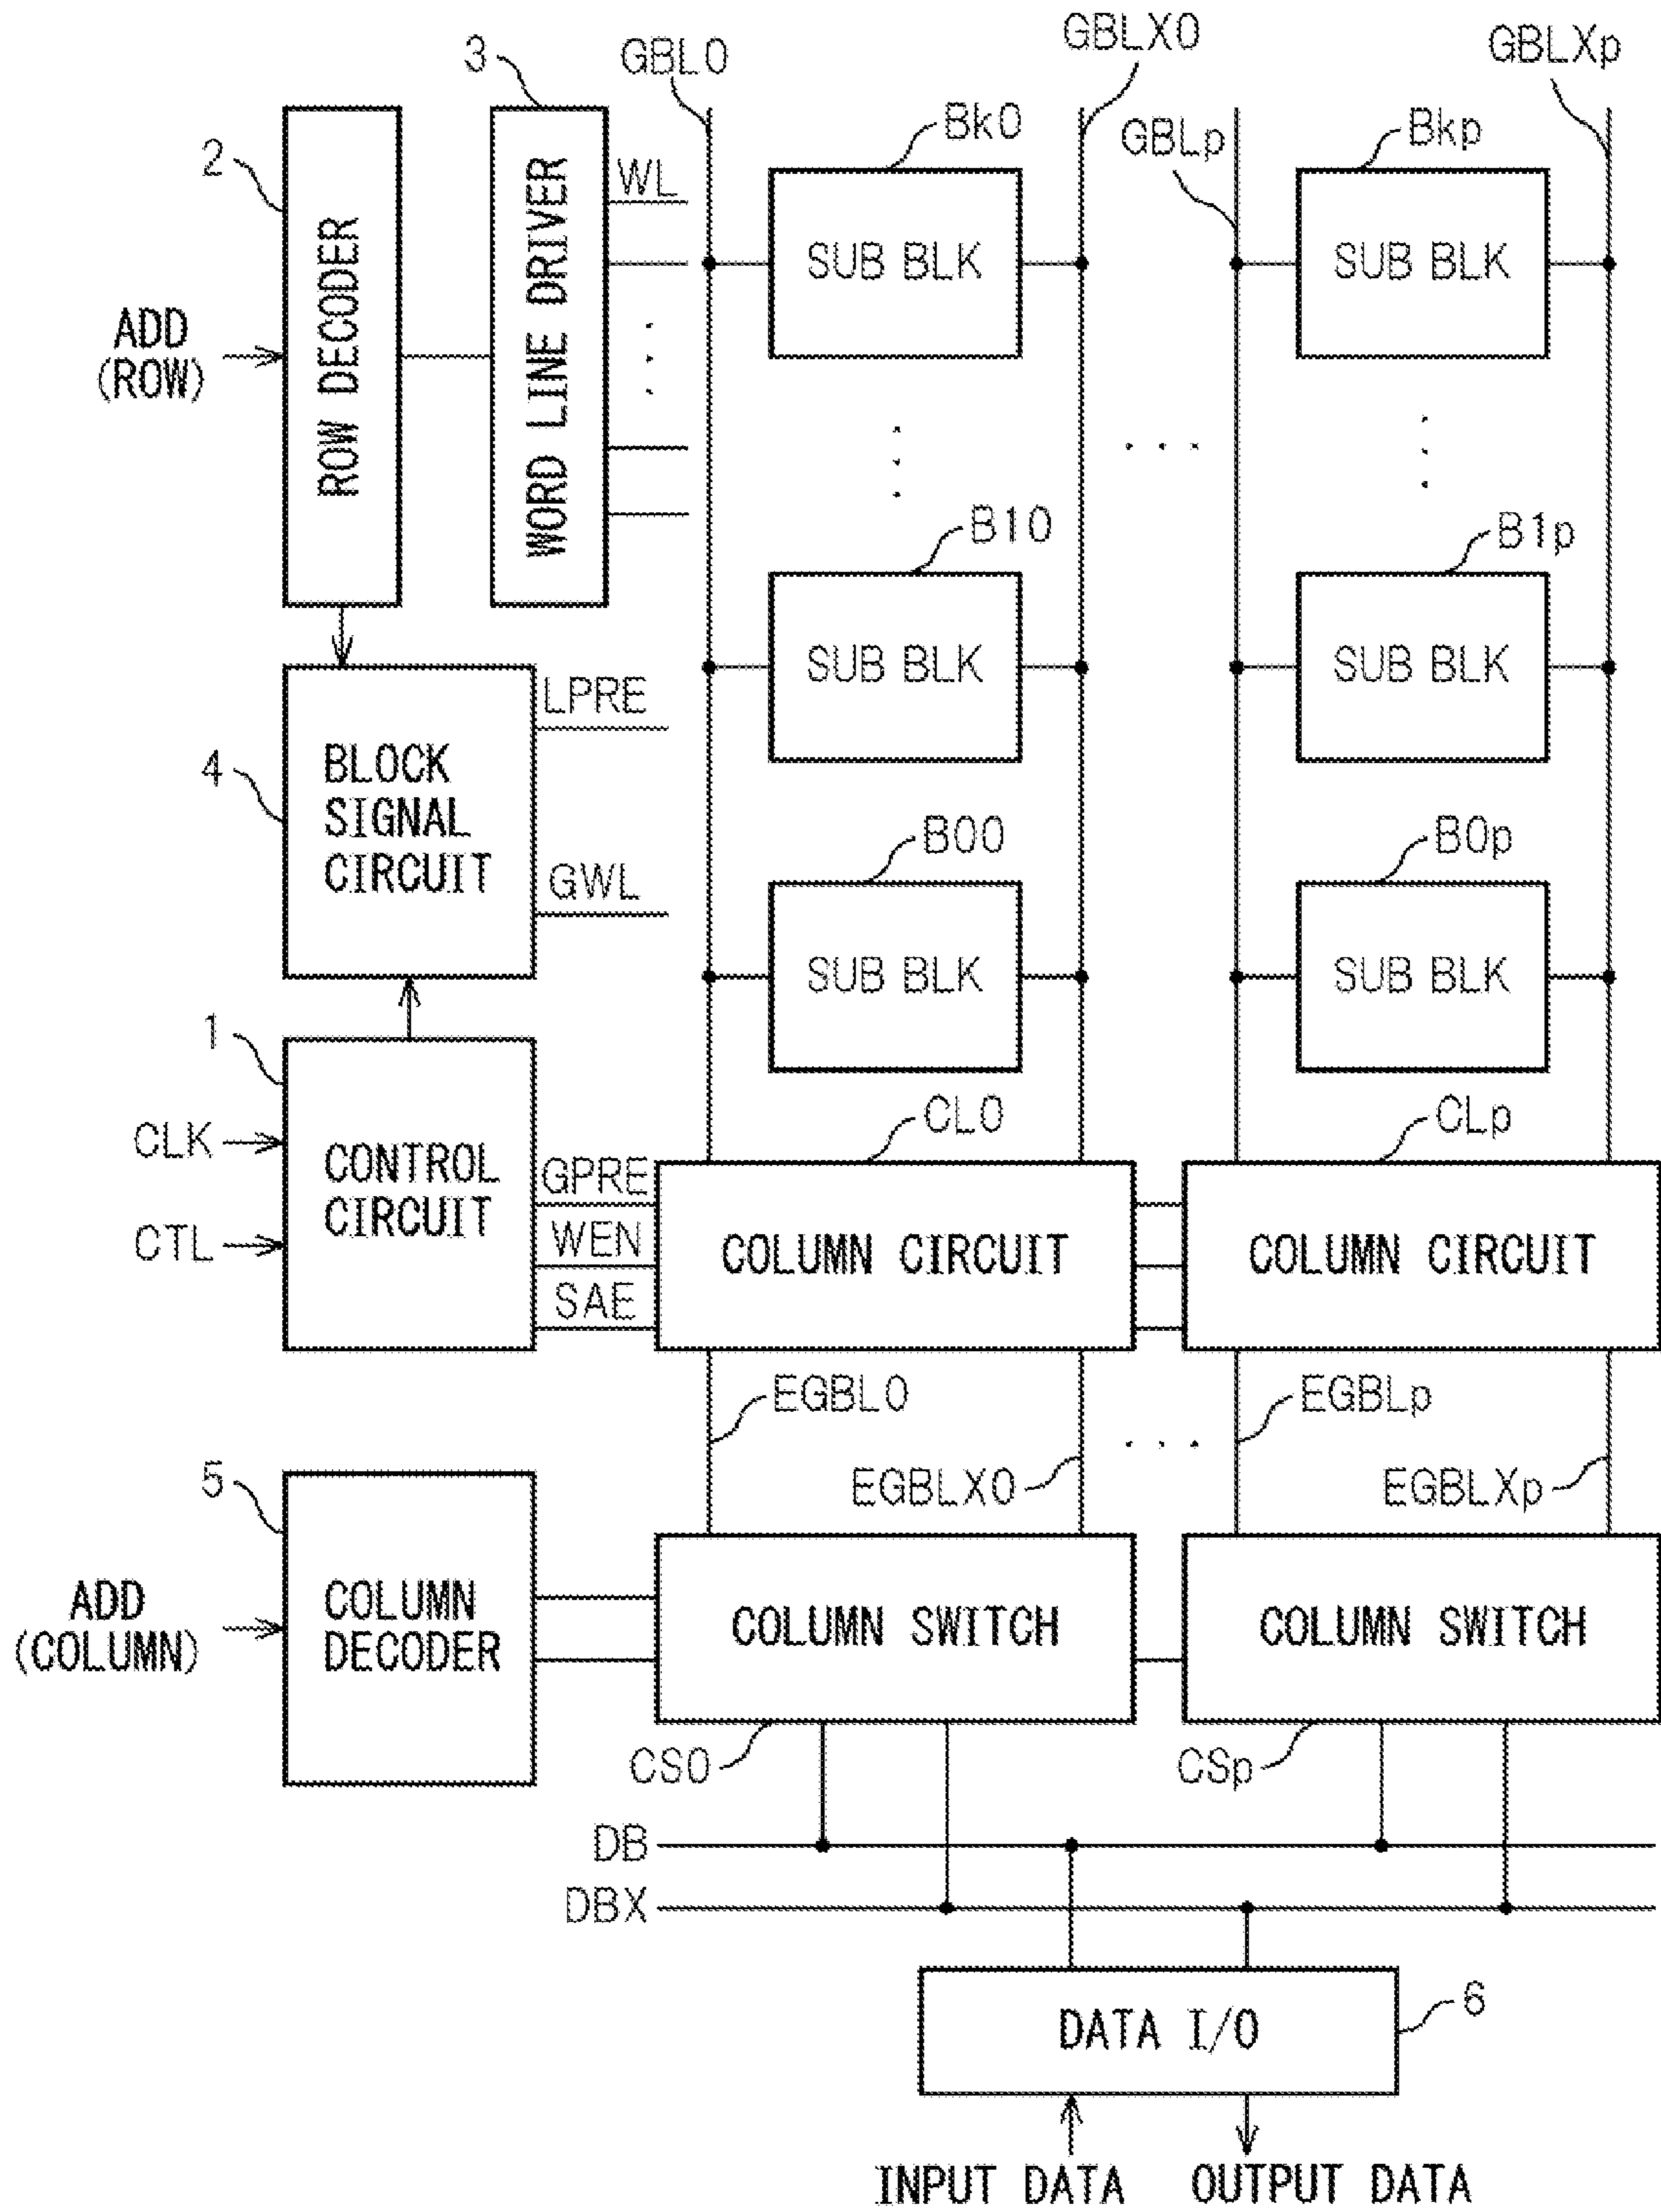 GBL0
GBLX0
GBLXp
3
Bk0
GBLp
Bkp
2
WL
ROW DECODER
WORD LINE DRIVER
SUB BLK
SUB BLK
ADD
(ROW)
. . .
. . .
. . .
. . .
B10
B1p
SUB BLK
SUB BLK
LPRE
4
BLOCK
SIGNAL
CIRCUIT
GWL
B00
B0p
SUB BLK
SUB BLK
1
CL0
CLp
CLK
CTL
CONTROL
CIRCUIT
GPRE
WEN
SAE
COLUMN CIRCUIT
COLUMN CIRCUIT
EGBL0
EGBLp
. . .
EGBLX0
EGBLXp
5
ADD
(COLUMN)
COLUMN
DECODER
COLUMN SWITCH
COLUMN SWITCH
CS0
CSp
DB
DBX
DATA I/O
6
INPUT DATA
OUTPUT DATA